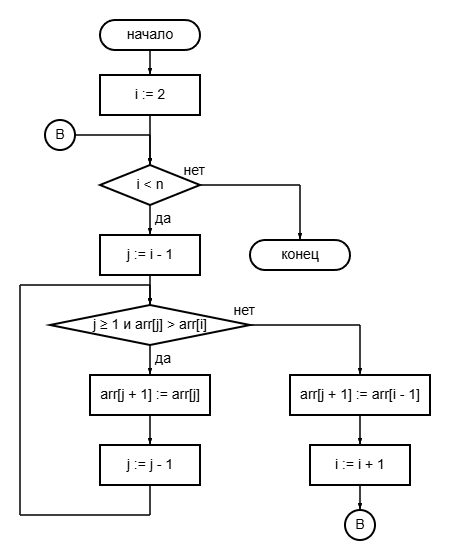 начало
i := 2
B
i < n
нет
да
конец
j := i - 1
j ≥ 1 и arr[j] > arr[i]
нет
да
arr[j + 1] := arr[j]
arr[j + 1] := arr[i - 1]
j := j - 1
i := i + 1
B